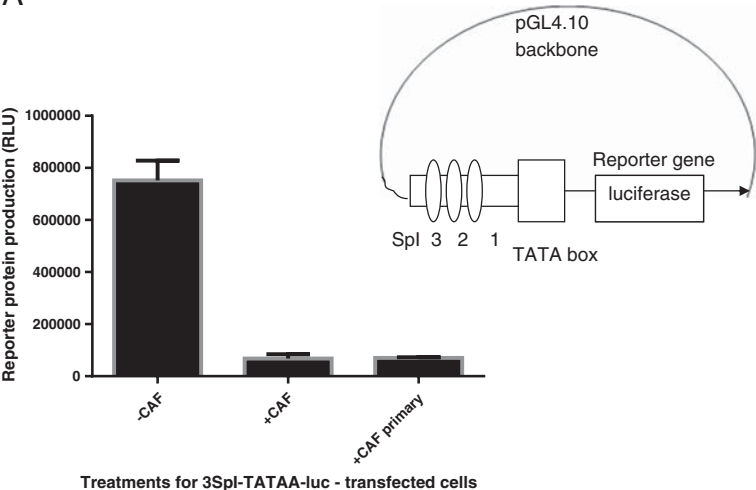 A
pGL4.10
backbone
Reporter protein production (RLU)
1000000
800000
600000
400000
200000
0
-CAF
+CAF
+CAF primary
Treatments for 3SpI-TATAA-luc - transfected cells
Reporter gene
luciferase
SpI 3 2 1
TATA box